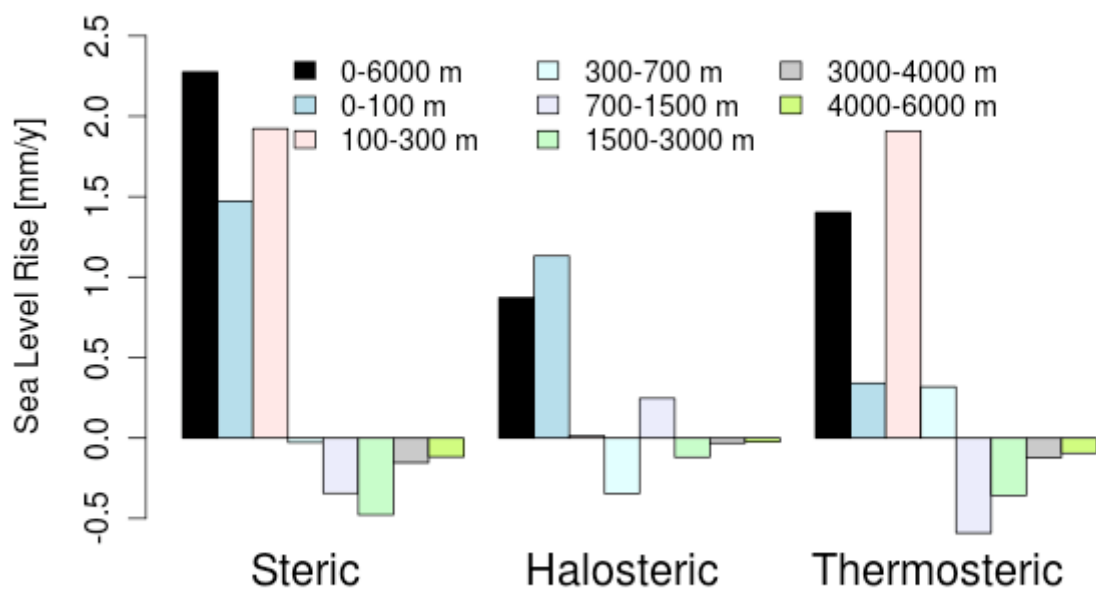 Sea Level Rise [mm/y]
2.5
2.0
1.5
1.0
0.5
0.0
-0.5
0-6000 m
0-100 m
100-300 m
300-700 m
700-1500 m
1500-3000 m
3000-4000 m
4000-6000 m
Steric
Halosteric
Thermosteric